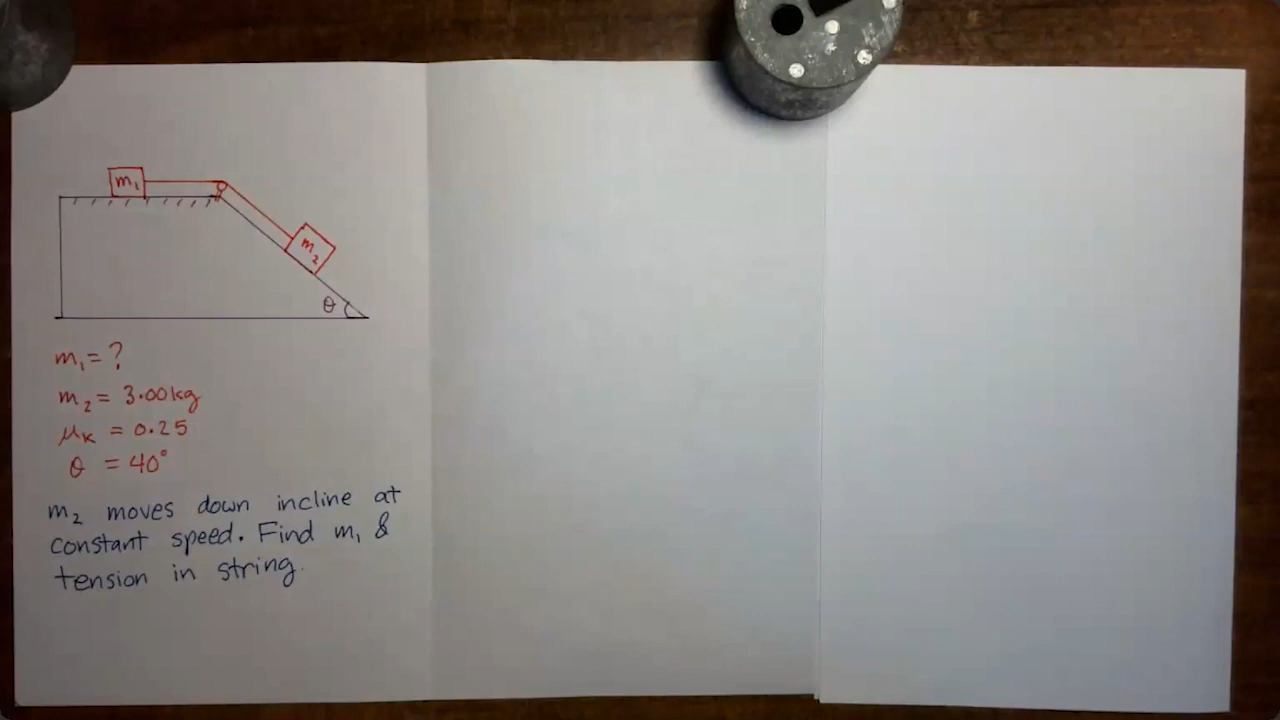 m₁
m₂
θ
m₁ = ?
m₂ = 3.00kg
μₖ = 0.25
θ = 40°
m₂ moves down incline at
constant speed. Find m₁ &
tension in string.